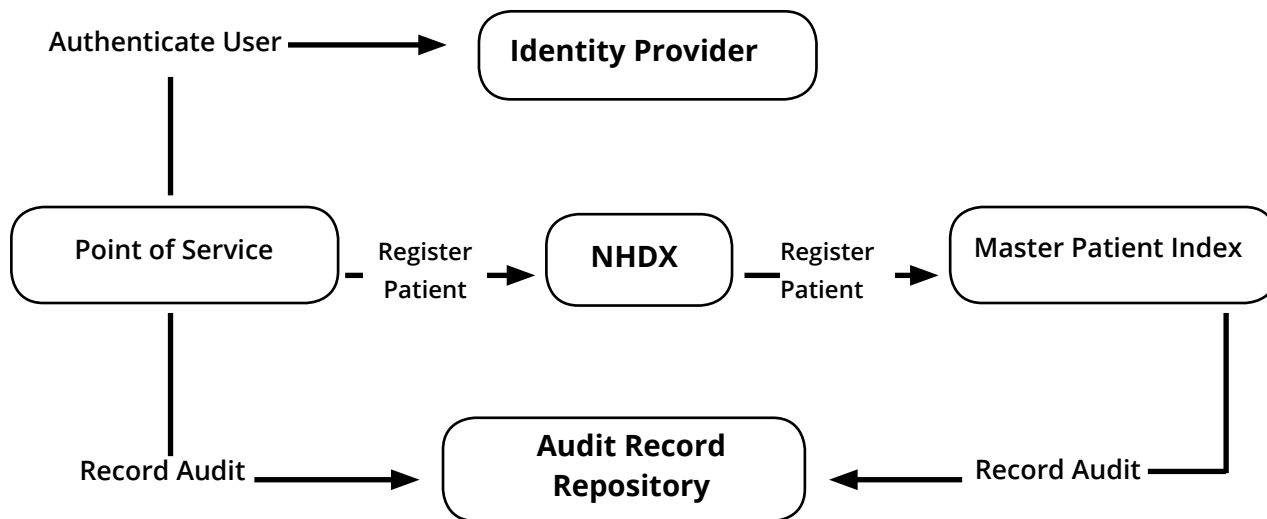 Authenticate User
Identity Provider
Point of Service
Register
Patient
NHDX
Register
Patient
Master Patient Index
Record Audit
Audit Record
Repository
Record Audit